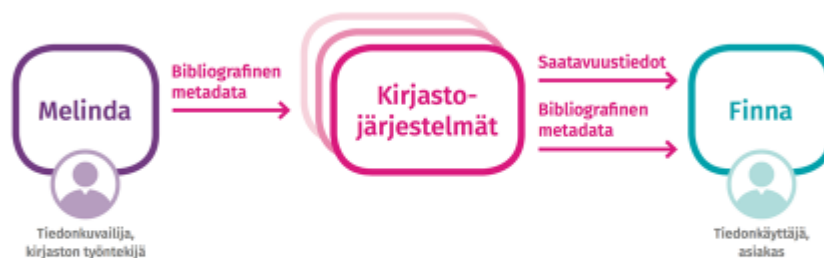 Melinda
Tiedonkuvailija,
kirjaston työntekijä
Bibliografinen
metadata
Kirjasto-
järjestelmät
Saatavuustiedot
Bibliografinen
metadata
Finna
Tiedonkäyttäjä,
asiakas